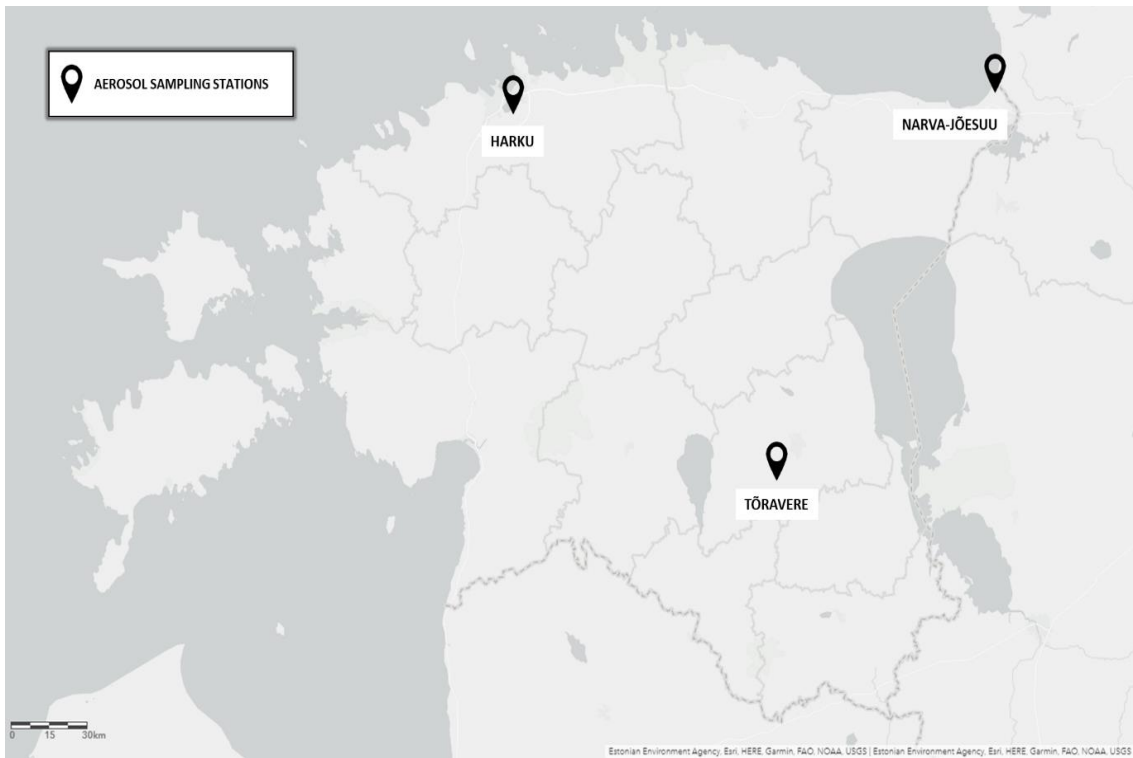 AEROSOL SAMPLING STATIONS
NARVA-JÕESUU
HARKU
TÕRAVERE
0 15 30km
Estonian Environment Agency, Esri, HERE, Garmin, FAO, NOAA, USGS | Estonian Environment Agency, Esri, HERE, Garmin, FAO, NOAA, USGS